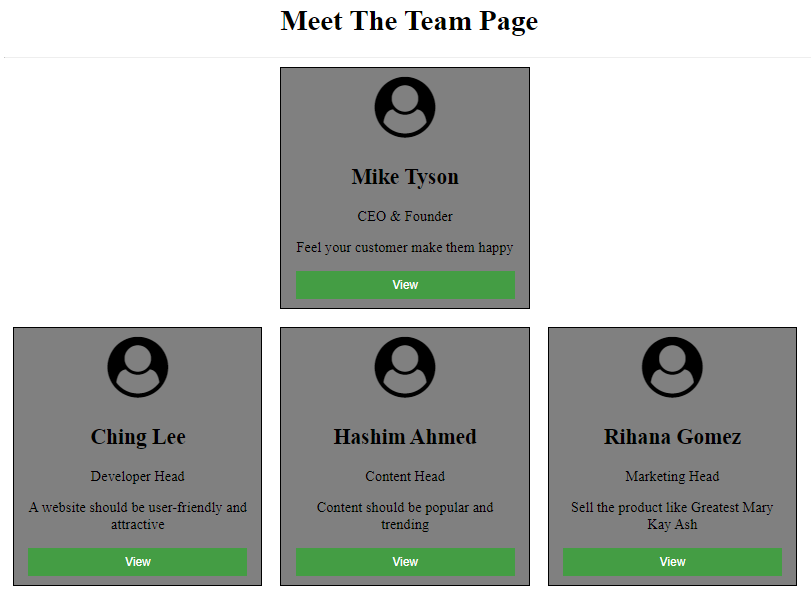 Meet The Team Page
Mike Tyson
CEO & Founder
Feel your customer make them happy
View
Ching Lee
Developer Head
A website should be user-friendly and
attractive
View
Hashim Ahmed
Content Head
Content should be popular and
trending
View
Rihana Gomez
Marketing Head
Sell the product like Greatest Mary
Kay Ash
View